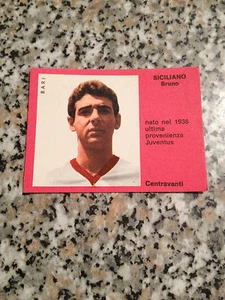 BARI
SICILIANO
Bruno
nato nel 1938
ultima
provenienza
Juventus
Centravanti